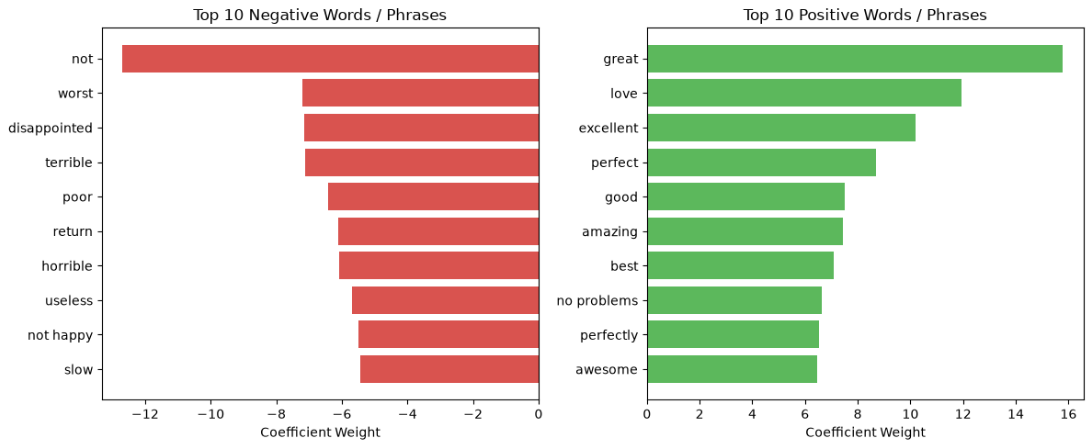 Top 10 Negative Words / Phrases
not
worst
disappointed
terrible
poor
return
horrible
useless
not happy
slow
−12 −10 −8 −6 −4 −2 0
Coefficient Weight
Top 10 Positive Words / Phrases
great
love
excellent
perfect
good
amazing
best
no problems
perfectly
awesome
0 2 4 6 8 10 12 14 16
Coefficient Weight